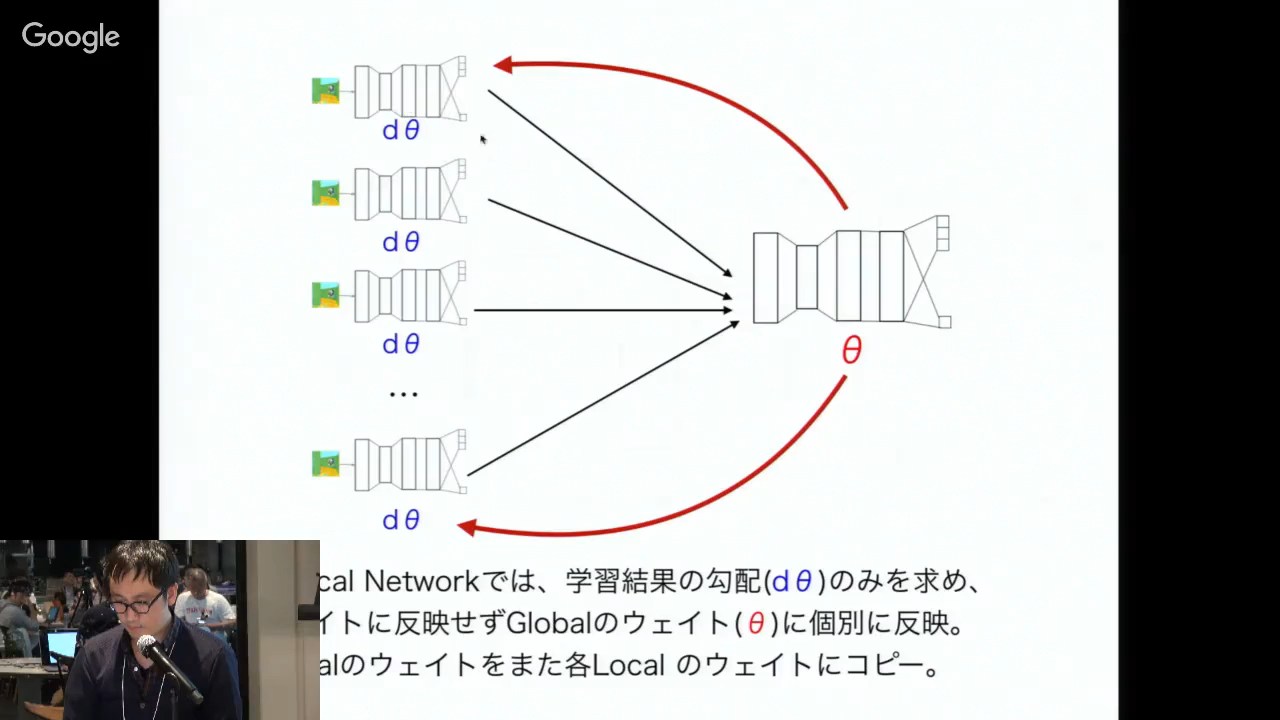 Google
dθ
dθ
dθ
...
dθ
θ
cal Networkでは、学習結果の勾配(dθ)のみを求め、
イトに反映せずGlobalのウェイト(θ)に個別に反映。
alのウェイトをまた各Local のウェイトにコピー。